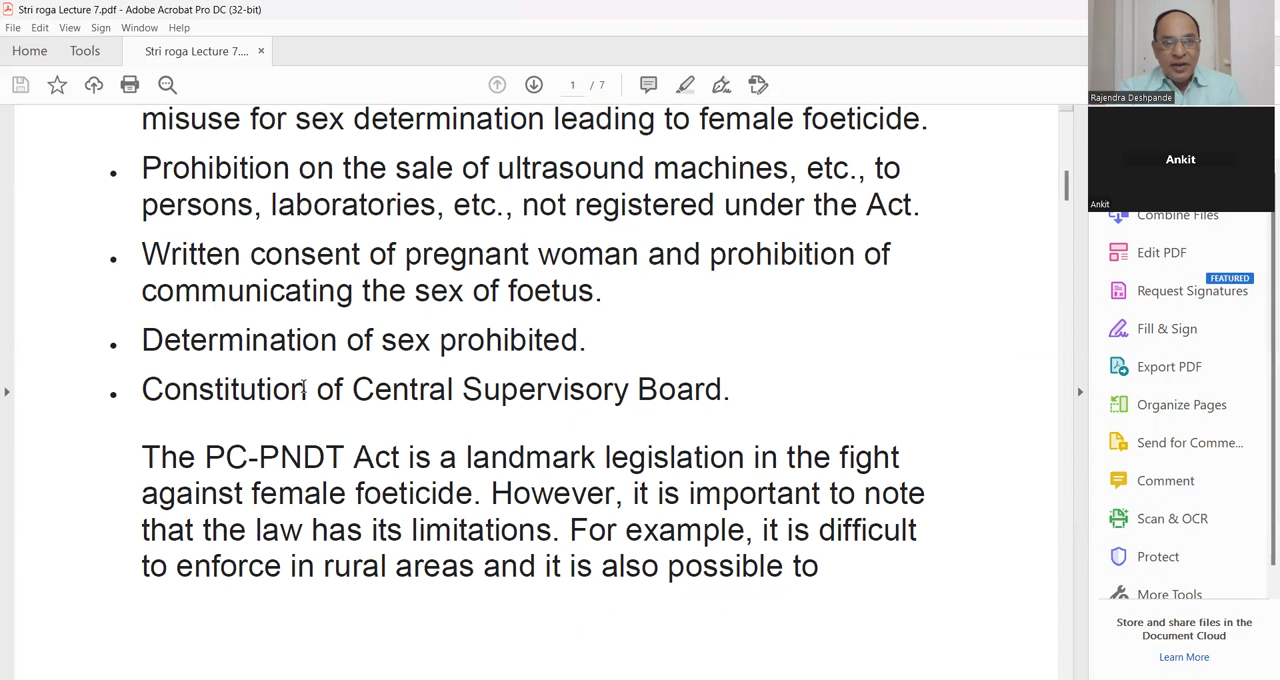 Stri roga Lecture 7.pdf - Adobe Acrobat Pro DC (32-bit)
File Edit View Sign Window Help
Home Tools Stri roga Lecture 7.... ×
1 / 7
misuse for sex determination leading to female foeticide.
• Prohibition on the sale of ultrasound machines, etc., to
persons, laboratories, etc., not registered under the Act.
• Written consent of pregnant woman and prohibition of
communicating the sex of foetus.
• Determination of sex prohibited.
• Constitution of Central Supervisory Board.
The PC-PNDT Act is a landmark legislation in the fight
against female foeticide. However, it is important to note
that the law has its limitations. For example, it is difficult
to enforce in rural areas and it is also possible to
Rajendra Deshpande
Ankit
Ankit
Combine Files
Edit PDF
FEATURED
Request Signatures
Fill & Sign
Export PDF
Organize Pages
Send for Comme...
Comment
Scan & OCR
Protect
More Tools
Store and share files in the
Document Cloud
Learn More